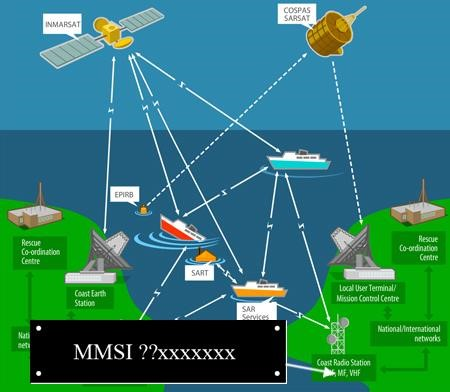 COSPAS
SARSAT
INMARSAT
EPIRB
Rescue
Co-ordination
Centre
Rescue
Co-ordination
Centre
SART
Coast Earth
Station
Local User Terminal/
Mission Control Centre
SAR
Services
National/International
networks
MMSI ??xxxxxxx
Coast Radio Station
MF, VHF